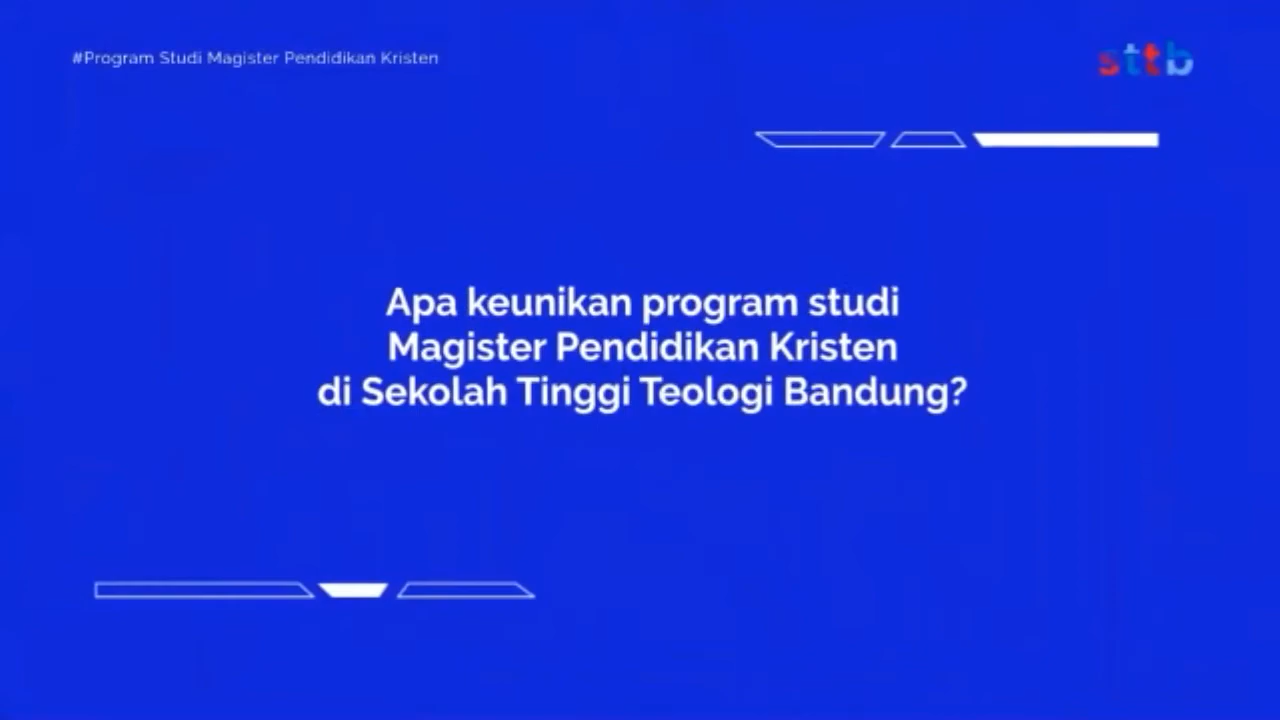 #Program Studi Magister Pendidikan Kristen
sttb
Apa keunikan program studi
Magister Pendidikan Kristen
di Sekolah Tinggi Teologi Bandung?